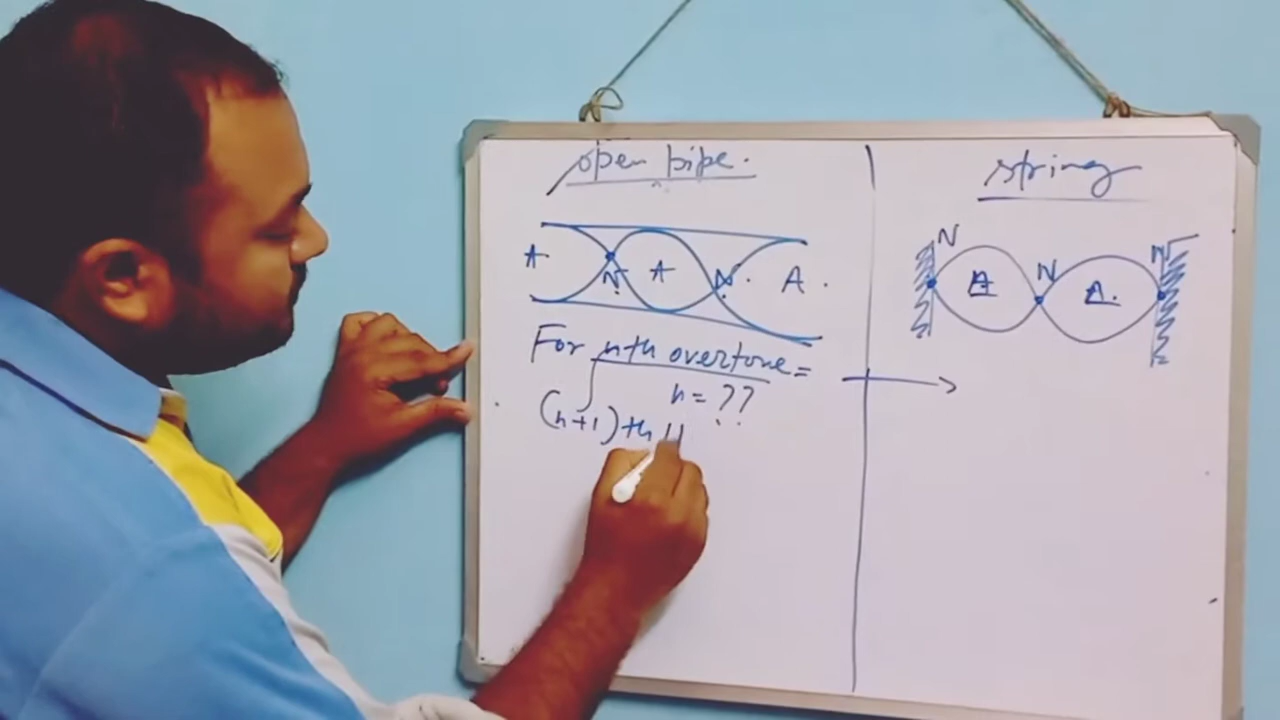 open pipe.
A N A N A.
For nth overtone =
n = ??
(n+1)th H
string
N A N A. N